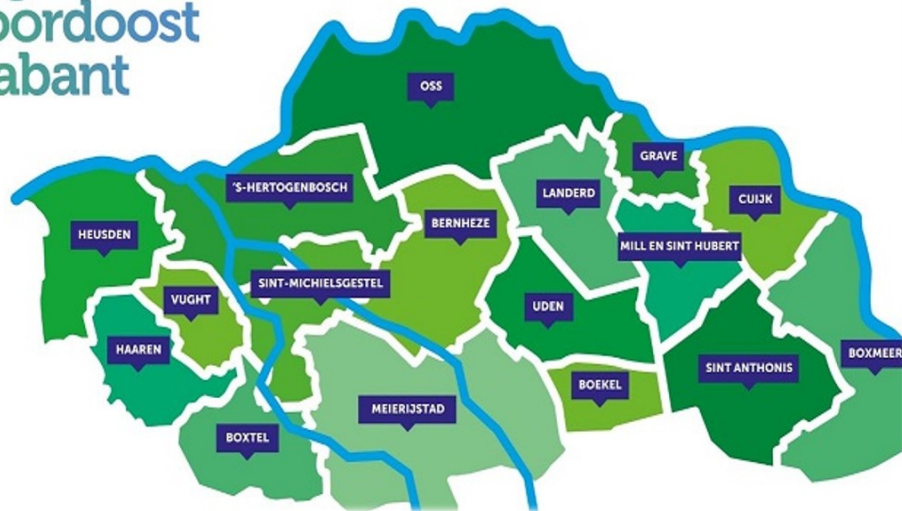 oordoost
abant
OSS
GRAVE
'S-HERTOGENBOSCH
LANDERD
CUIJK
BERNHEZE
HEUSDEN
MILL EN SINT HUBERT
SINT-MICHIELSGESTEL
VUGHT
UDEN
HAAREN
BOXMEER
SINT ANTHONIS
BOEKEL
MEIERIJSTAD
BOXTEL